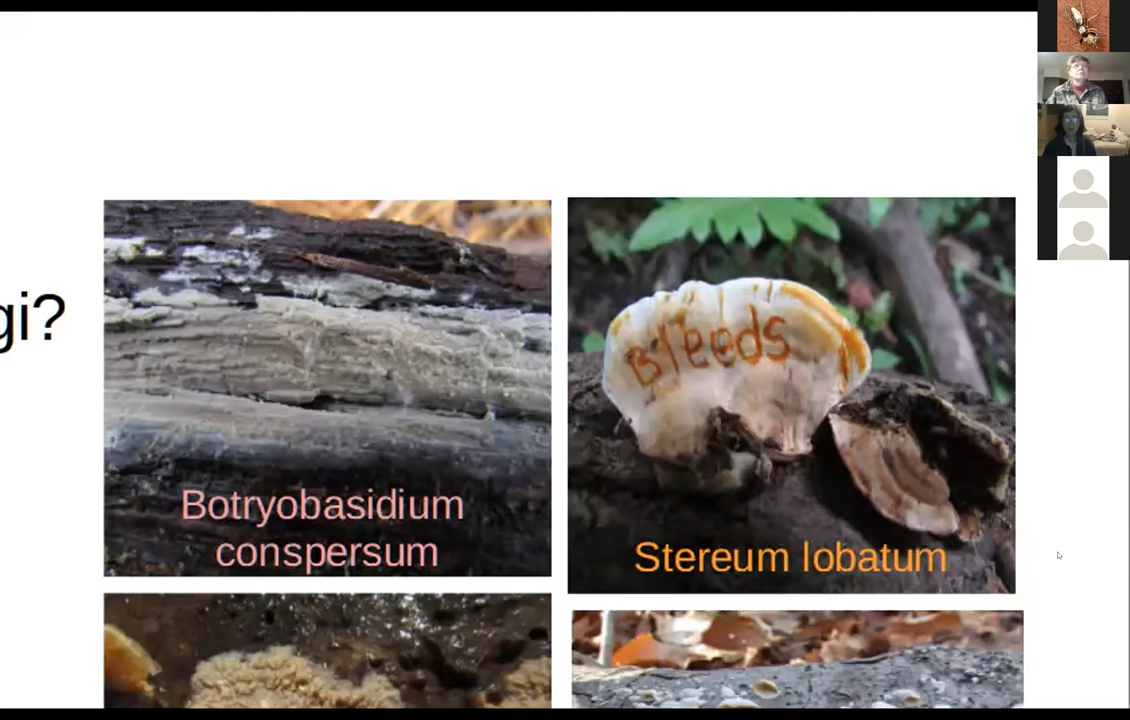 gi?
Bleeds
Botryobasidium
conspersum
Stereum lobatum